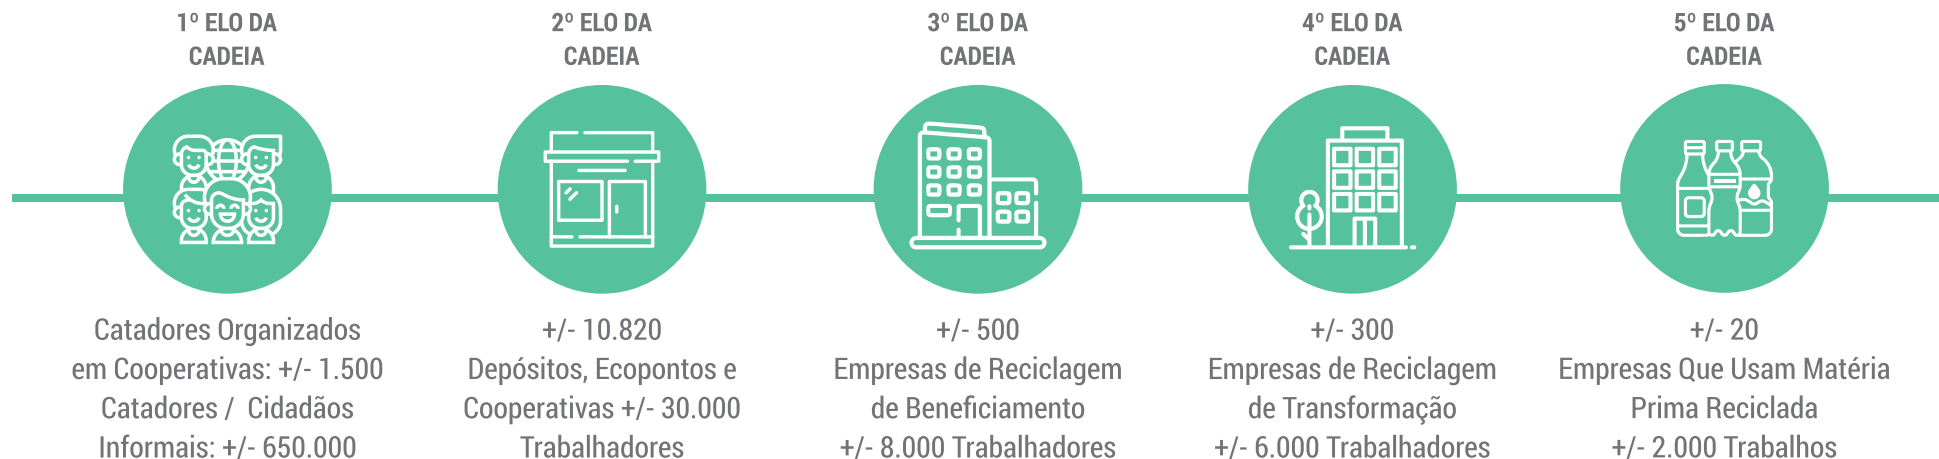 1º ELO DA
CADEIA
Catadores Organizados
em Cooperativas: +/- 1.500
Catadores / Cidadãos
Informais: +/- 650.000
2º ELO DA
CADEIA
+/- 10.820
Depósitos, Ecopontos e
Cooperativas +/- 30.000
Trabalhadores
3º ELO DA
CADEIA
+/- 500
Empresas de Reciclagem
de Beneficiamento
+/- 8.000 Trabalhadores
4º ELO DA
CADEIA
+/- 300
Empresas de Reciclagem
de Transformação
+/- 6.000 Trabalhadores
5º ELO DA
CADEIA
+/- 20
Empresas Que Usam Matéria
Prima Reciclada
+/- 2.000 Trabalhos